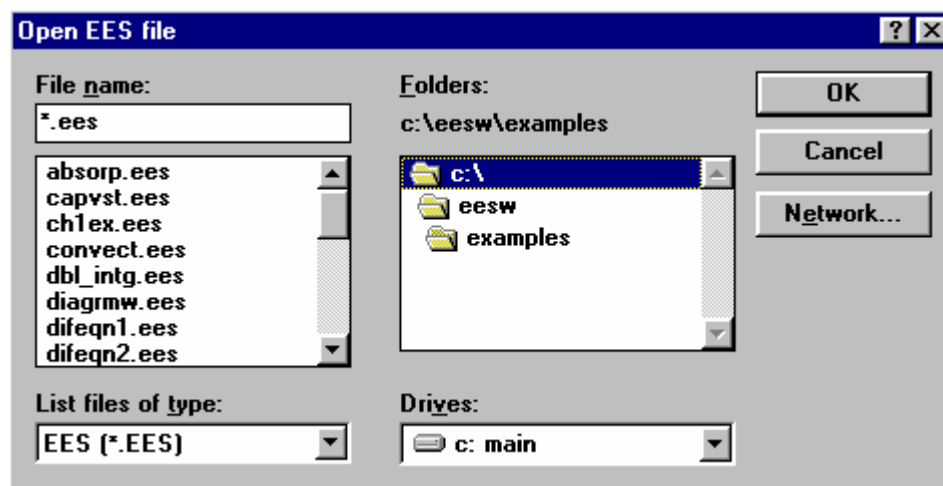 Open EES file
File name:
*.ees
absorp.ees
capvst.ees
ch1ex.ees
convect.ees
dbl_intg.ees
diagrmw.ees
difeqn1.ees
difeqn2.ees
List files of type:
EES (*.EES)
Folders:
c:\eesw\examples
c:\
eesw
examples
Drives:
c: main
OK
Cancel
Network...